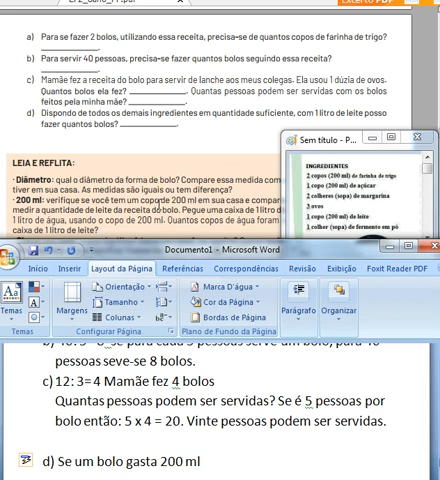 Excerto PDF
a) Para se fazer 2 bolos, utilizando essa receita, precisa-se de quantos copos de farinha de trigo?
____________.
b) Para servir 40 pessoas, precisa-se fazer quantos bolos seguindo essa receita?
____________.
c) Mamãe fez a receita do bolo para servir de lanche aos meus colegas. Ela usou 1 dúzia de ovos.
Quantos bolos ela fez? ____________. Quantas pessoas podem ser servidas com os bolos
feitos pela minha mãe? ____________.
d) Dispondo de todos os demais ingredientes em quantidade suficiente, com 1 litro de leite posso
fazer quantos bolos? ____________.
Sem título - P...
LEIA E REFLITA:
· Diâmetro: qual o diâmetro da forma de bolo? Compare essa medida com
tiver em sua casa. As medidas são iguais ou tem diferença?
· 200 ml: verifique se você tem um copo de 200 ml em sua casa e compar
medir a quantidade de leite da receita do bolo. Pegue uma caixa de 1 litro d
1 litro de água, usando o copo de 200 ml. Quantos copos de água foram
caixa de 1 litro de leite?
INGREDIENTES
2 copos (200 ml) de farinha de trigo
1 copo (200 ml) de açúcar
2 colheres (sopa) de margarina
3 ovos
1 copo (200 ml) de leite
1 colher (sopa) de fermento em pó
Documento1 - Microsoft Word
Início Inserir Layout da Página Referências Correspondências Revisão Exibição Foxit Reader PDF
Temas Margens Orientação Tamanho Colunas Marca D'água Cor da Página Bordas de Página Parágrafo Organizar
Temas Configurar Página Plano de Fundo da Página
pessoas seve-se 8 bolos.
c) 12: 3= 4 Mamãe fez 4 bolos
Quantas pessoas podem ser servidas? Se é 5 pessoas por
bolo então: 5 x 4 = 20. Vinte pessoas podem ser servidas.
d) Se um bolo gasta 200 ml